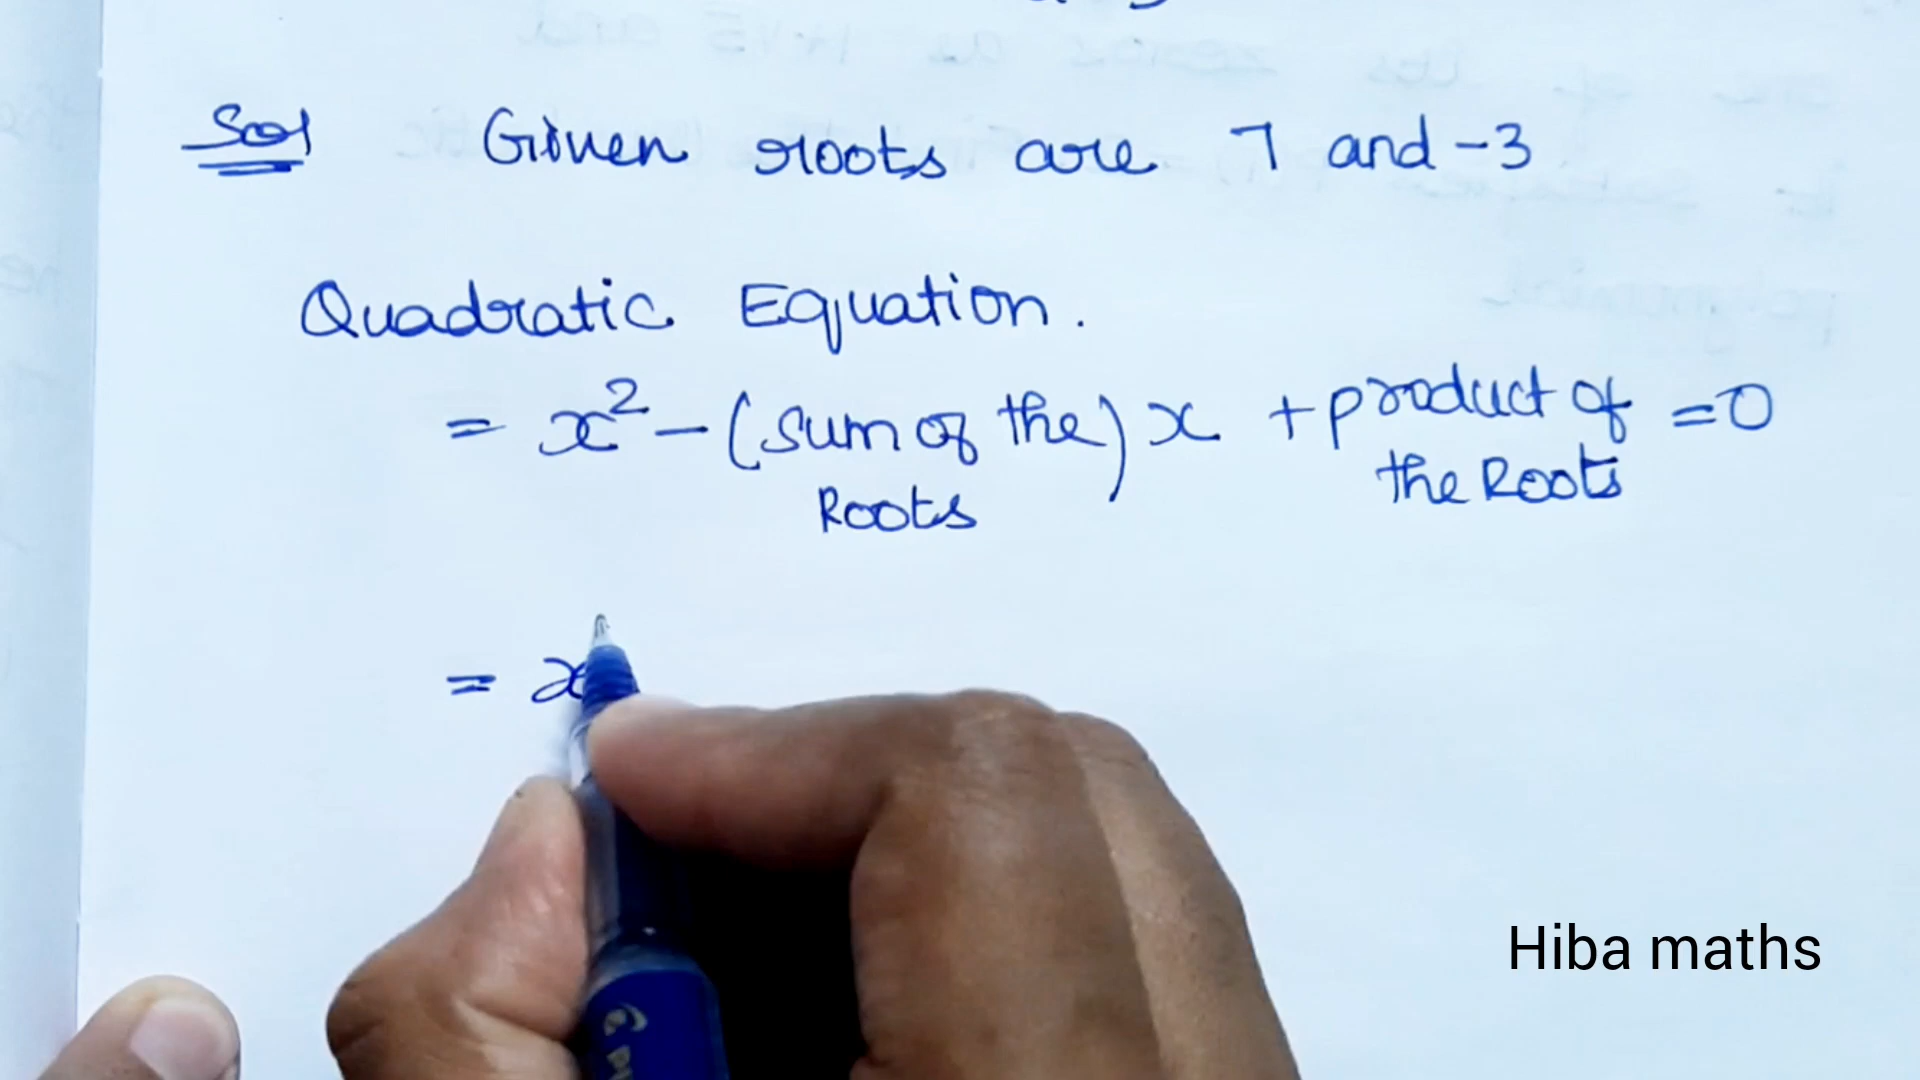 Sol Given roots are 7 and -3
Quadratic Equation.
= x² - (sum of the Roots) x + product of the Roots = 0
= x
Hiba maths